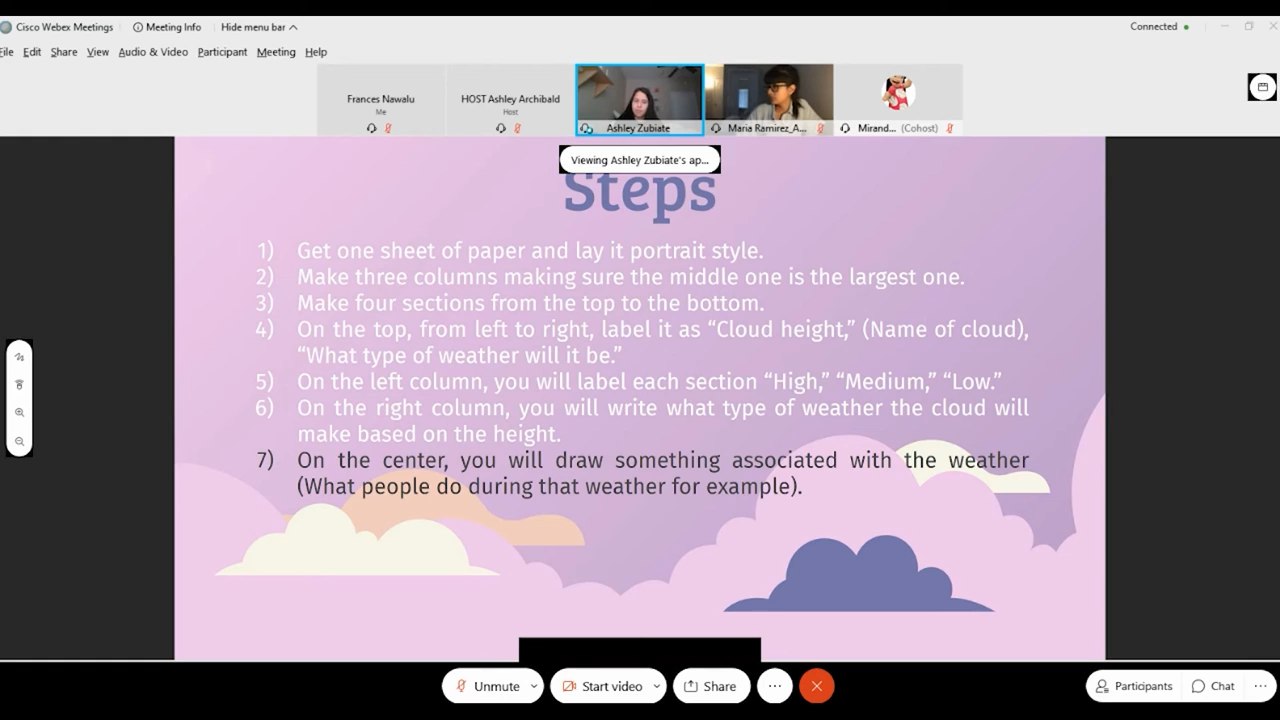 Cisco Webex Meetings
Meeting Info
Hide menu bar
Connected
File Edit Share View Audio & Video Participant Meeting Help
Frances Nawalu
Me
HOST Ashley Archibald
Host
Ashley Zubiate
Maria Ramirez_A...
Mirand... (Cohost)
Viewing Ashley Zubiate's ap...
Steps
1) Get one sheet of paper and lay it portrait style.
2) Make three columns making sure the middle one is the largest one.
3) Make four sections from the top to the bottom.
4) On the top, from left to right, label it as “Cloud height,” (Name of cloud),
“What type of weather will it be.”
5) On the left column, you will label each section “High,” “Medium,” “Low.”
6) On the right column, you will write what type of weather the cloud will
make based on the height.
7) On the center, you will draw something associated with the weather
(What people do during that weather for example).
Unmute
Start video
Share
Participants
Chat